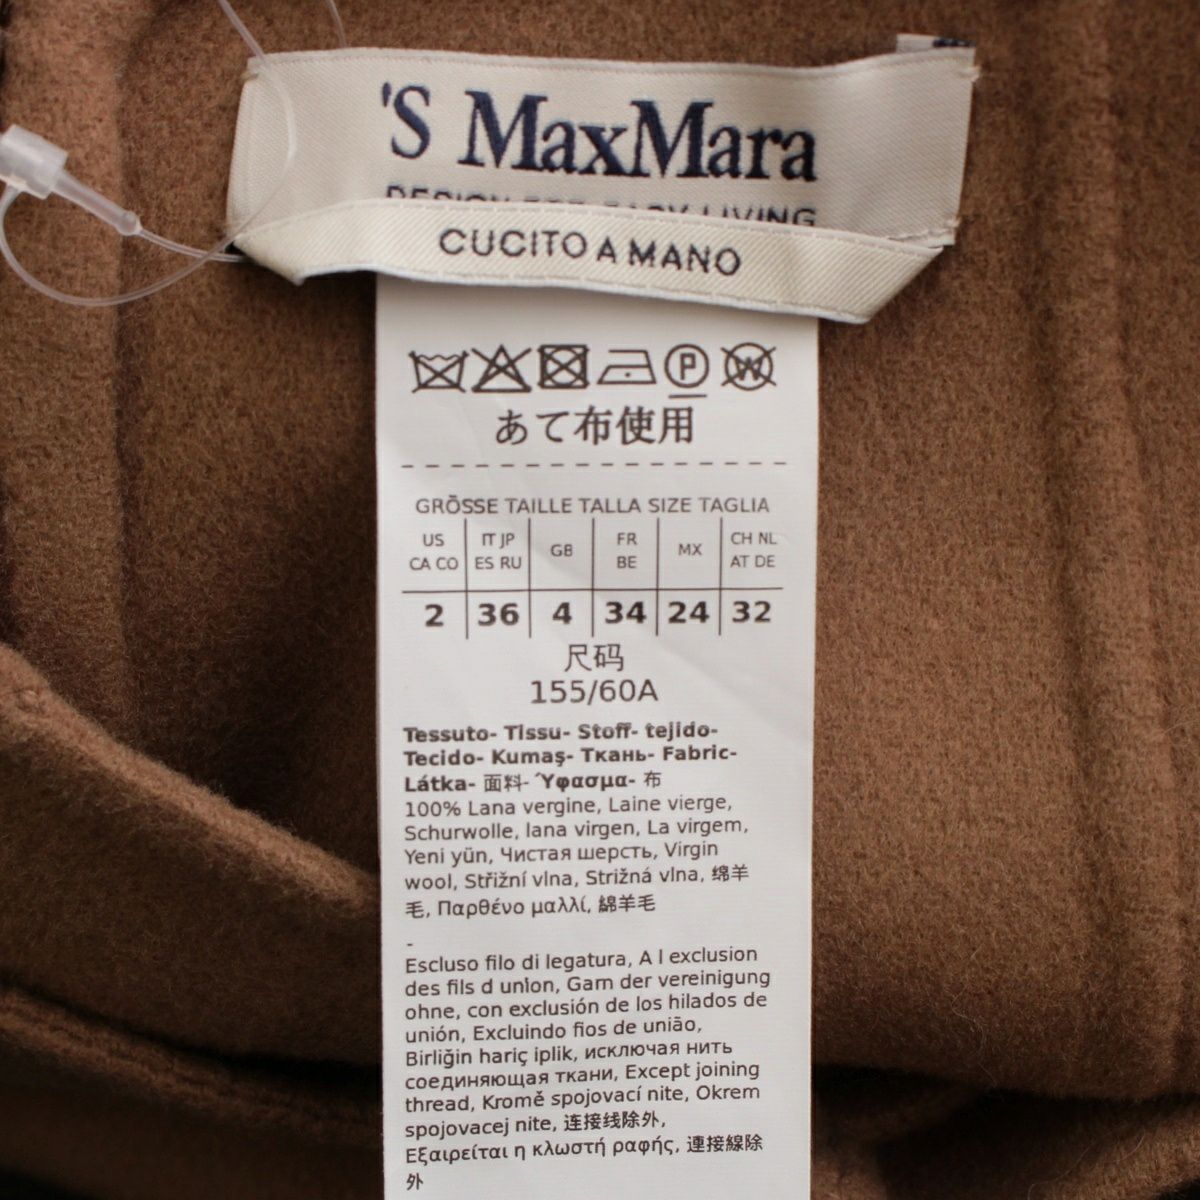 'S MaxMara
DESIGN FOR EASY LIVING
CUCITO A MANO
P W
あて布使用
GRÖSSE TAILLE TALLA SIZE TAGLIA
US CA CO IT JP ES RU GB FR BE MX CH NL AT DE
2 36 4 34 24 32
尺码
155/60A
Tessuto- Tissu- Stoff- tejido-
Tecido- Kumaş- Ткань- Fabric-
Látka- 面料- Ύφασμα- 布
100% Lana vergine, Laine vierge,
Schurwolle, lana virgen, La virgem,
Yeni yün, Чистая шерсть, Virgin
wool, Střižní vlna, Strižná vlna, 绵羊
毛, Παρθένο μαλλί, 綿羊毛
-
Escluso filo di legatura, A l exclusion
des fils d union, Garn der vereinigung
ohne, con exclusión de los hilados de
unión, Excluindo fios de união,
Birliğin hariç iplik, исключая нить
соединяющая ткани, Except joining
thread, Kromě spojovací nite, Okrem
spojovacej nite, 连接线除外,
Εξαιρείται η κλωστή ραφής, 連接線除
外